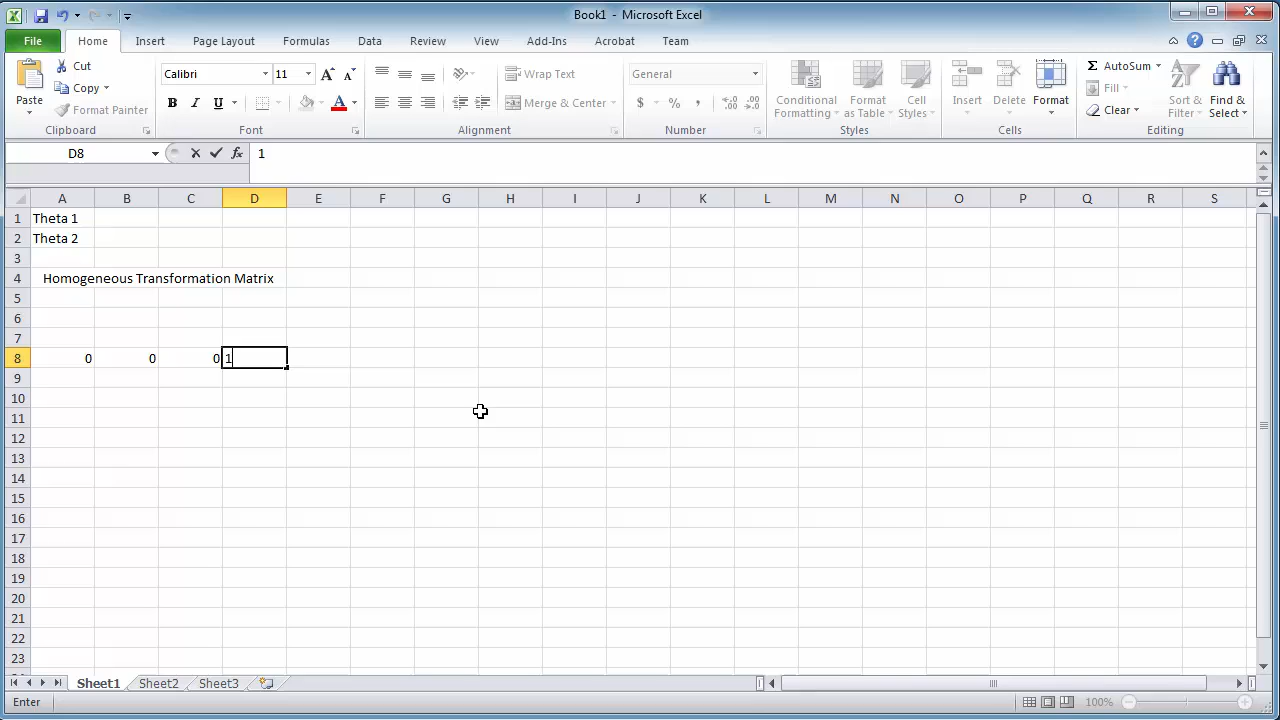 Book1 - Microsoft Excel
File Home Insert Page Layout Formulas Data Review View Add-Ins Acrobat Team
Paste Cut Copy Format Painter Clipboard
Calibri 11 B I U A Font
Wrap Text Merge & Center Alignment
General $ % , Number
Conditional Formatting Format as Table Cell Styles Styles
Insert Delete Format Cells
Σ AutoSum Fill Clear Sort & Filter Find & Select Editing
D8 fx 1
A B C D E F G H I J K L M N O P Q R S
1 Theta 1
2 Theta 2
3
4 Homogeneous Transformation Matrix
5
6
7
8 0 0 0 1
9
10
11
12
13
14
15
16
17
18
19
20
21
22
23
Sheet1 Sheet2 Sheet3
Enter 100%